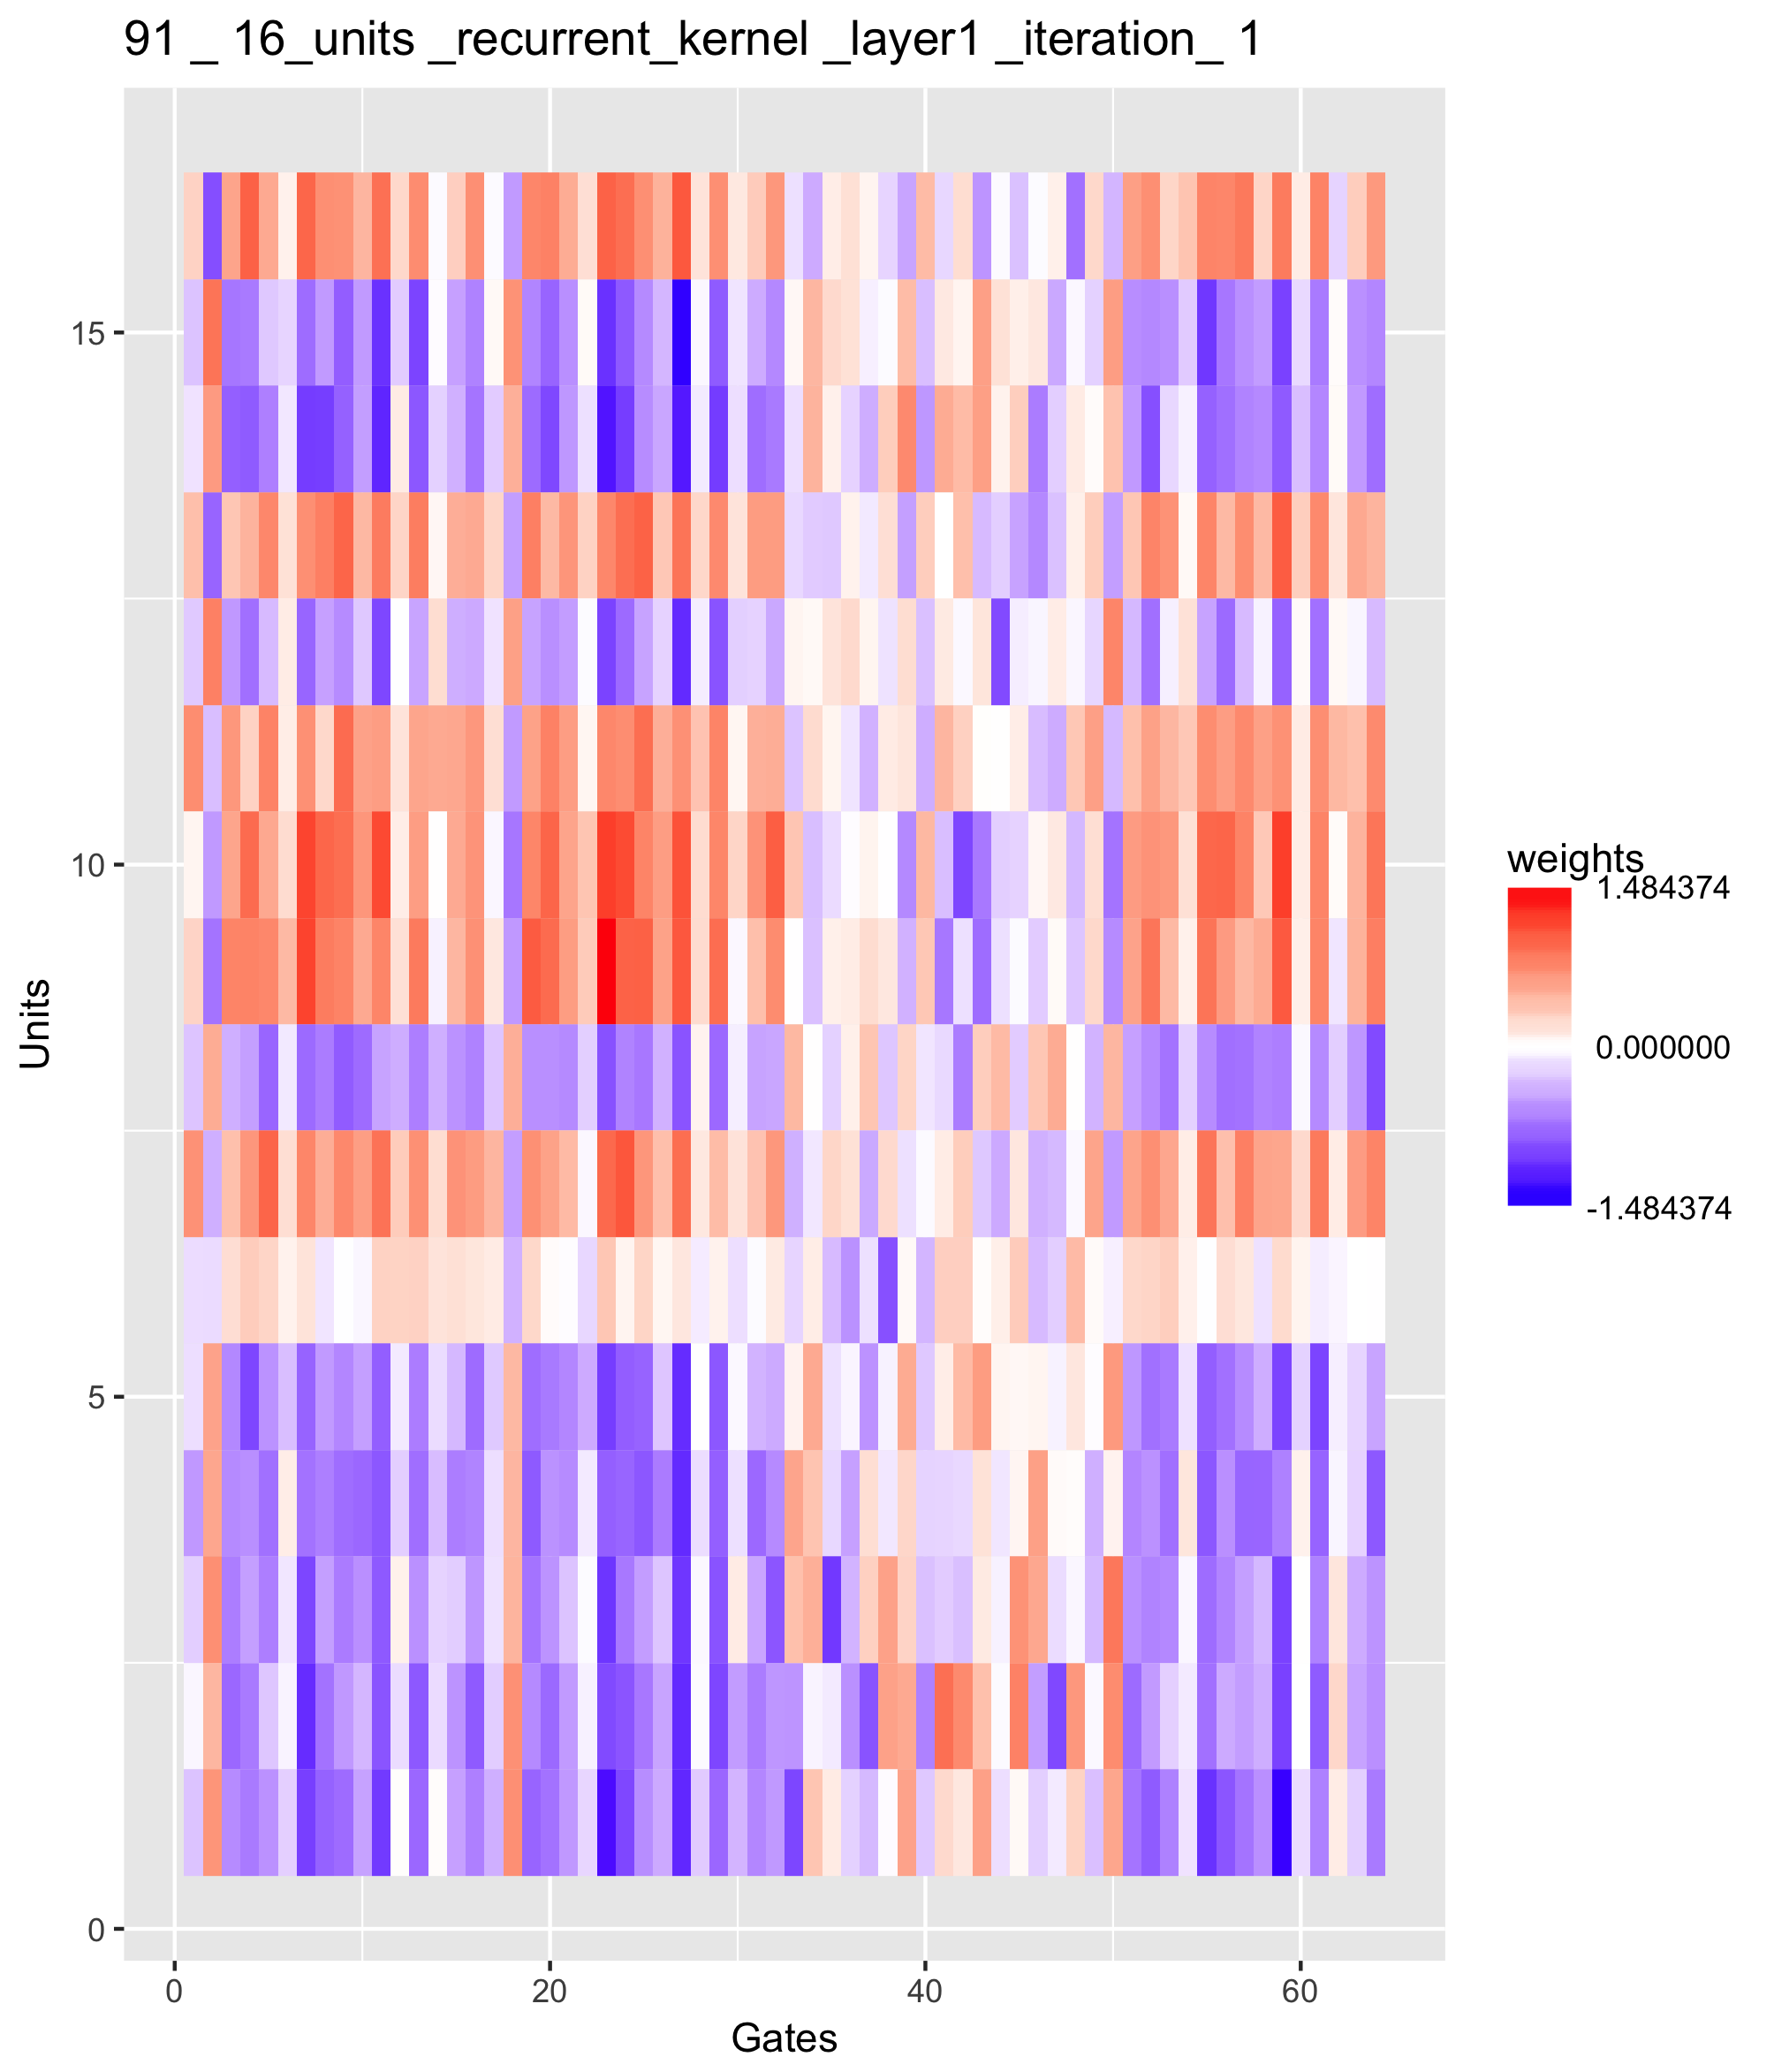 91 _ 16_units _recurrent_kernel _layer1 _iteration_ 1
15
10
5
0
0 20 40 60
Gates
Units
weights
1.484374
0.000000
-1.484374